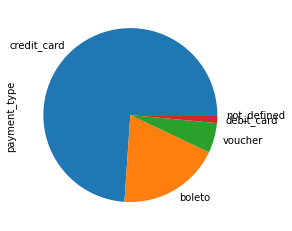 credit_card
payment_type
not_defined
debit_card
voucher
boleto